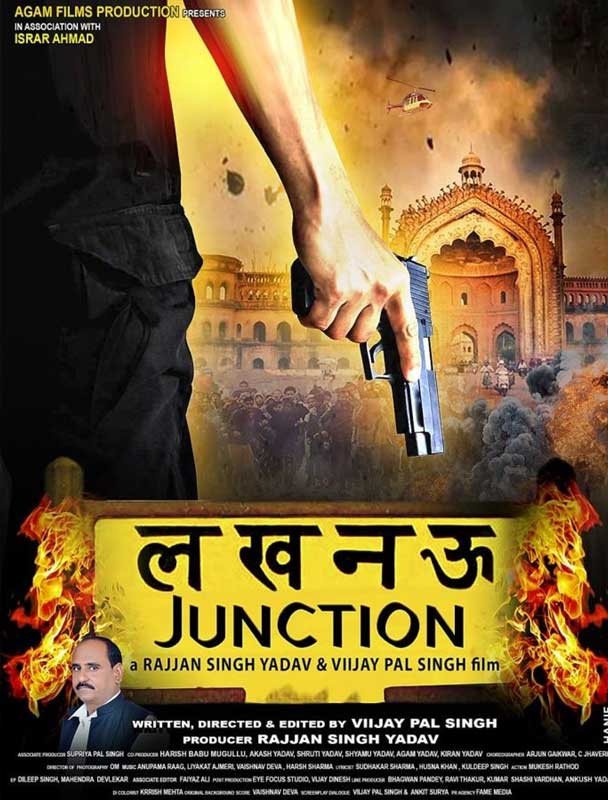 AGAM FILMS PRODUCTION PRESENTS
IN ASSOCIATION WITH
ISRAR AHMAD
लखनऊ
JUNCTION
a RAJJAN SINGH YADAV & VIIJAY PAL SINGH film
WRITTEN, DIRECTED & EDITED BY VIIJAY PAL SINGH
PRODUCER RAJJAN SINGH YADAV
ASSOCIATE PRODUCER SUPRIYA PAL SINGH CO-PRODUCER HARISH BABU MUGULLU, AKASH YADAV, SHRUTI YADAV, SHYAMU YADAV, AGAM YADAV, KIRAN YADAV CHOREOGRAPHER ARJUN GAIKWAR, C JHAVERI
DIRECTOR OF PHOTOGRAPHY OM MUSIC ANUPAMA RAAG, LIYAKAT AJMERI, VAISHNAV DEVA, HARSH SHARMA LYRICIST SUDHAKAR SHARMA, HUSNA KHAN, KULDEEP SINGH ACTION MUKESH RATHOD
EP DILEEP SINGH, MAHENDRA DEVLEKAR ASSOCIATE EDITOR FAIYAZ ALI POST PRODUCTION EYE FOCUS STUDIO, VIJAY DINESH LINE PRODUCER BHAGWAN PANDEY, RAVI THAKUR, KUMAR SHASHI VARDHAN, ANKUSH YADAV
DI COLORIST KRRISH MEHTA ORIGINAL BACKGROUND SCORE VAISHNAV DEVA SCREENPLAY DIALOGUE VIJAY PAL SINGH & ANKIT SURYA PR AGENCY FAME MEDIA
HANIF